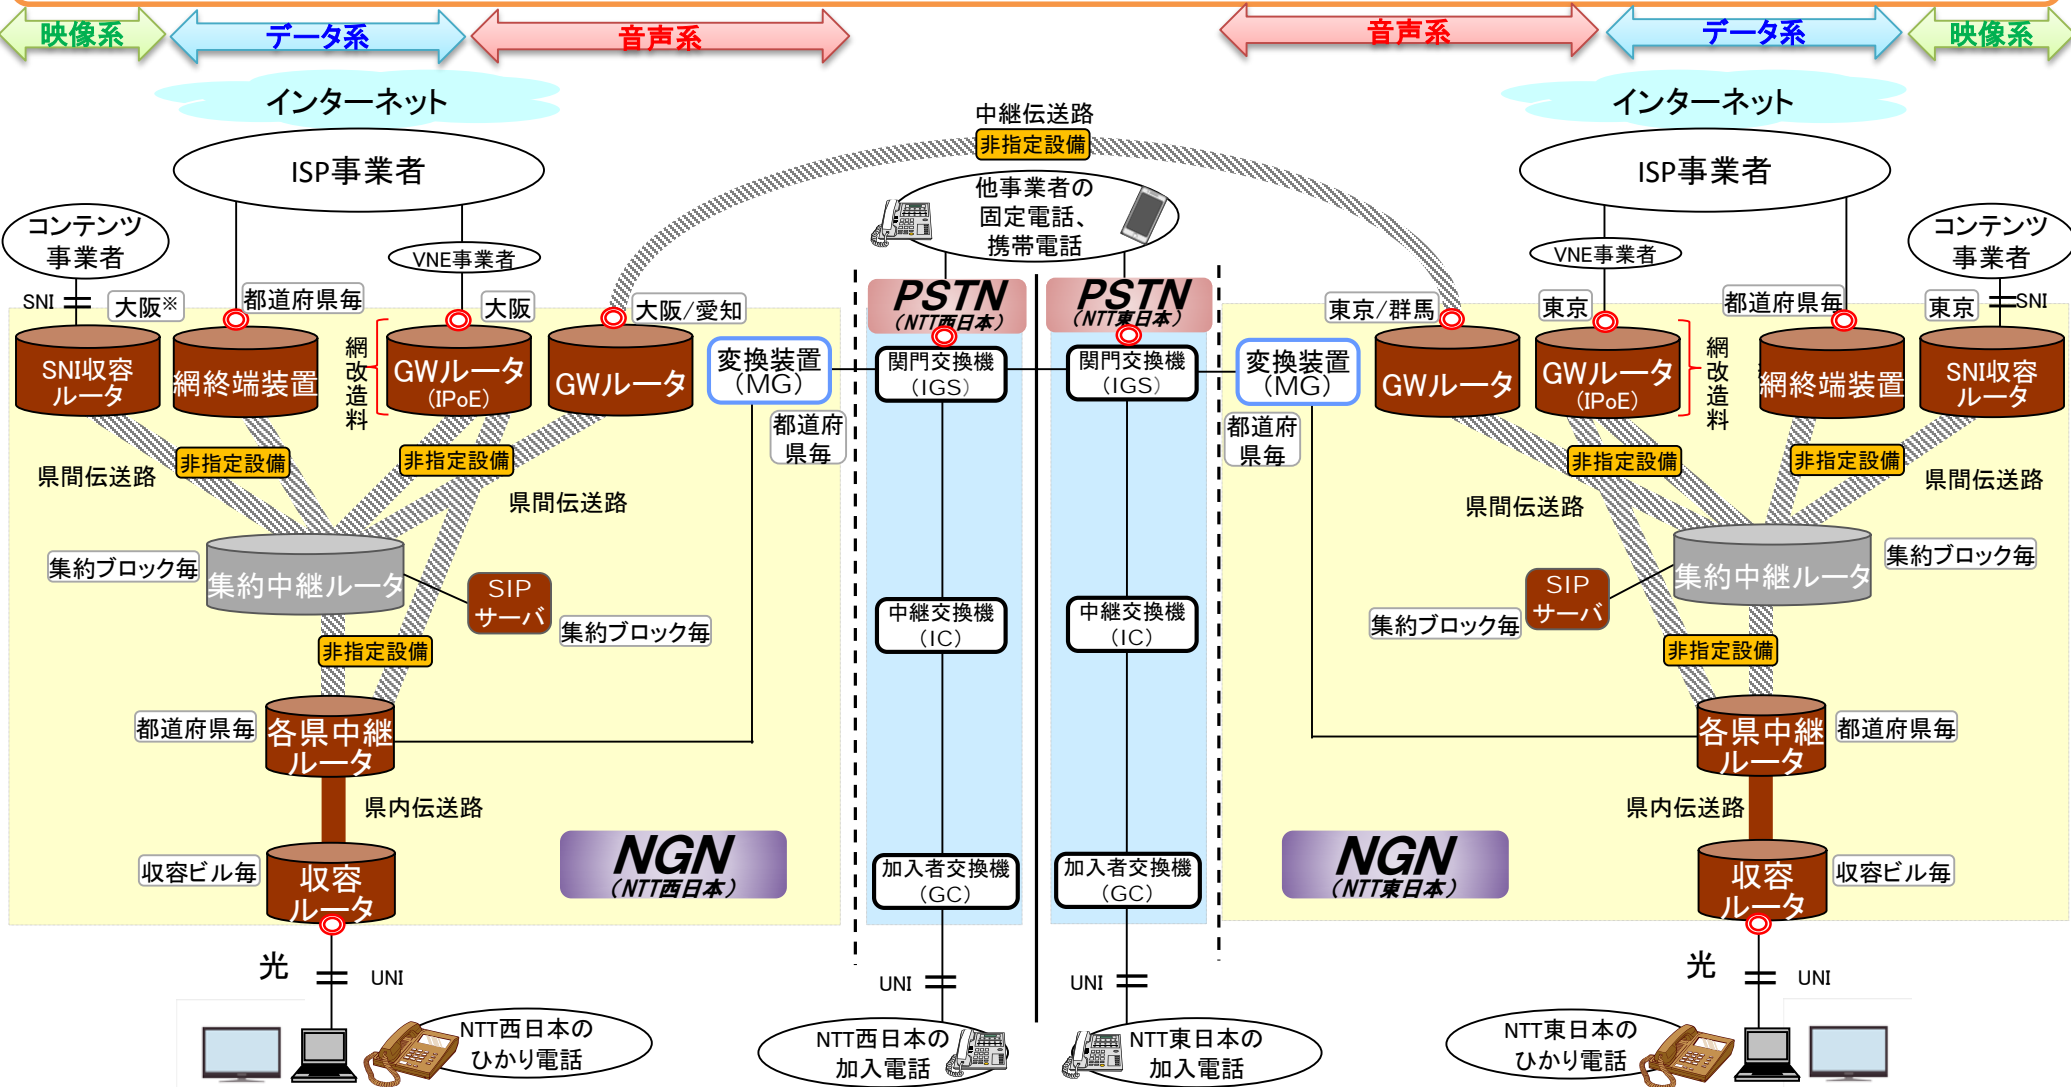 映像系
データ系
音声系
音声系
データ系
映像系
インターネット
ISP事業者
コンテンツ
事業者
VNE事業者
SNI
大阪※
都道府県毎
大阪
大阪/愛知
SNI収容
ルータ
網終端装置
網改造料
GWルータ
(IPoE)
GWルータ
変換装置
(MG)
都道府
県毎
非指定設備
非指定設備
県間伝送路
県間伝送路
集約ブロック毎
集約中継ルータ
SIP
サーバ
集約ブロック毎
非指定設備
都道府県毎
各県中継
ルータ
県内伝送路
収容ビル毎
収容
ルータ
NGN
(NTT西日本)
光
UNI
NTT西日本の
ひかり電話
中継伝送路
非指定設備
他事業者の
固定電話、
携帯電話
PSTN
(NTT西日本)
関門交換機
(IGS)
中継交換機
(IC)
加入者交換機
(GC)
UNI
NTT西日本の
加入電話
PSTN
(NTT東日本)
関門交換機
(IGS)
中継交換機
(IC)
加入者交換機
(GC)
UNI
NTT東日本の
加入電話
インターネット
ISP事業者
VNE事業者
コンテンツ
事業者
東京/群馬
東京
都道府県毎
東京
SNI
変換装置
(MG)
都道府
県毎
GWルータ
GWルータ
(IPoE)
網改造料
網終端装置
SNI収容
ルータ
非指定設備
非指定設備
県間伝送路
県間伝送路
集約中継ルータ
集約ブロック毎
SIP
サーバ
集約ブロック毎
非指定設備
各県中継
ルータ
都道府県毎
県内伝送路
収容
ルータ
収容ビル毎
NGN
(NTT東日本)
光
UNI
NTT東日本の
ひかり電話